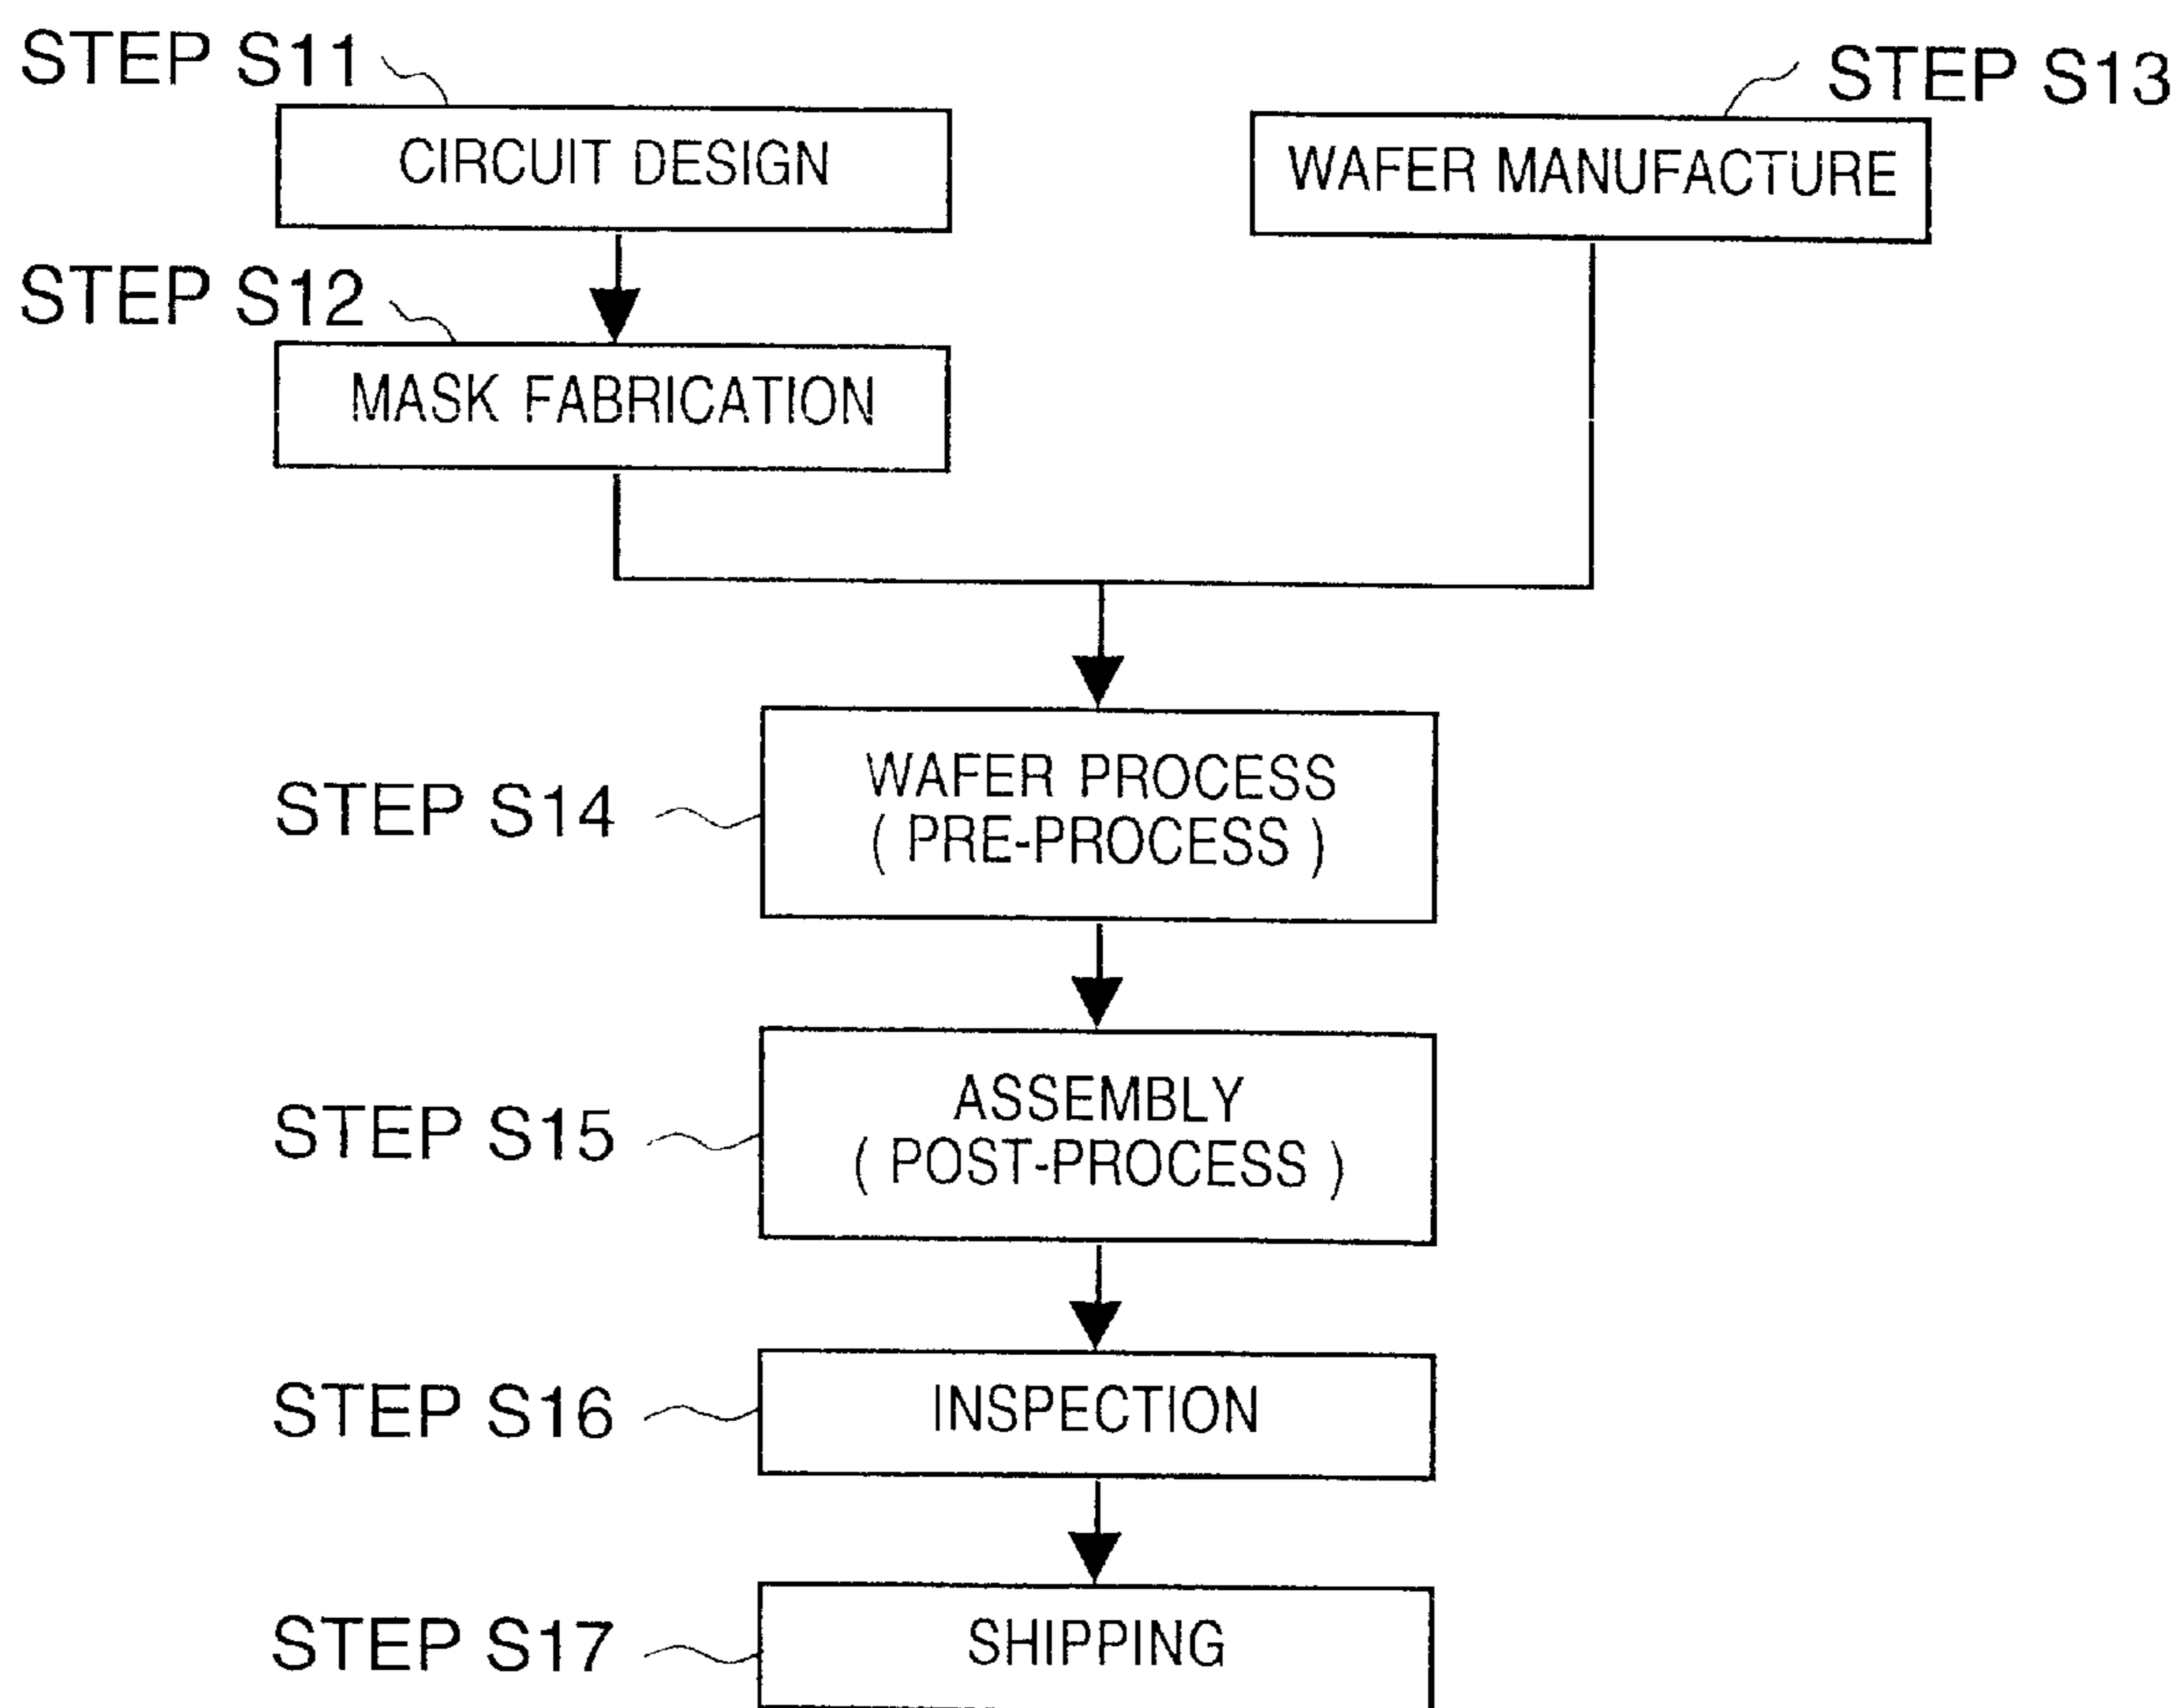 STEP S11
CIRCUIT DESIGN
STEP S13
WAFER MANUFACTURE
STEP S12
MASK FABRICATION
STEP S14
WAFER PROCESS
( PRE-PROCESS )
STEP S15
ASSEMBLY
( POST-PROCESS )
STEP S16
INSPECTION
STEP S17
SHIPPING